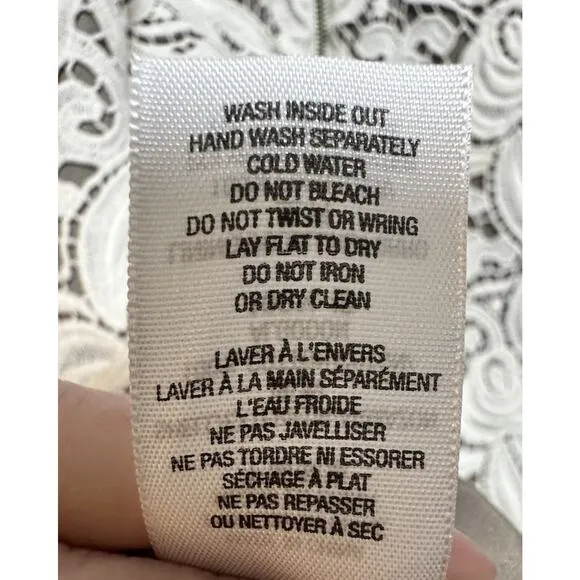 WASH INSIDE OUT
HAND WASH SEPARATELY
COLD WATER
DO NOT BLEACH
DO NOT TWIST OR WRING
LAY FLAT TO DRY
DO NOT IRON
OR DRY CLEAN
LAVER À L'ENVERS
LAVER À LA MAIN SÉPARÉMENT
L'EAU FROIDE
NE PAS JAVELLISER
NE PAS TORDRE NI ESSORER
SÉCHAGE À PLAT
NE PAS REPASSER
OU NETTOYER À SEC